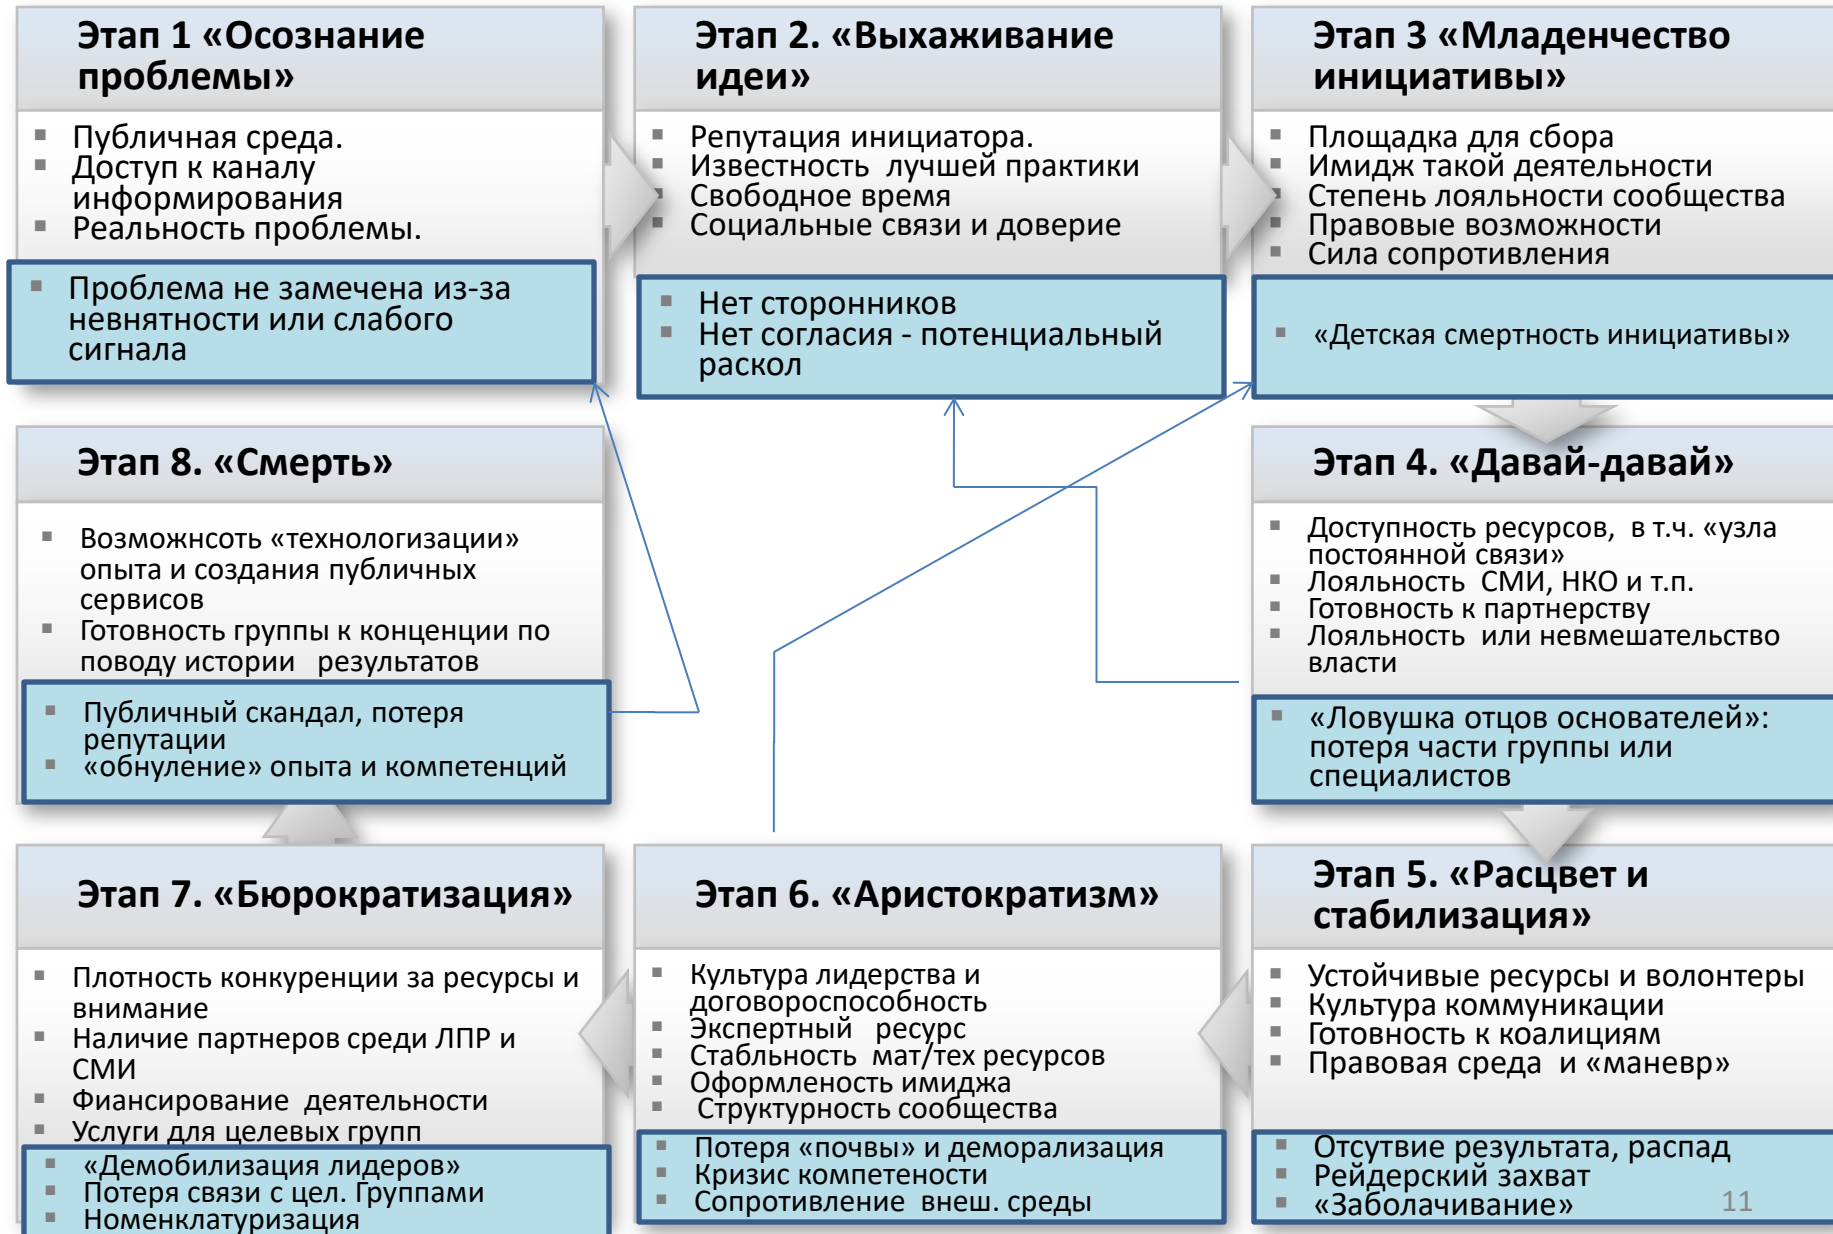 Этап 1 «Осознание
проблемы»
Публичная среда.
Доступ к каналу
информирования
Реальность проблемы.
Проблема не замечена из-за
невнятности или слабого
сигнала
Этап 2. «Выхаживание
идеи»
Репутация инициатора.
Известность лучшей практики
Свободное время
Социальные связи и доверие
Нет сторонников
Нет согласия - потенциальный
раскол
Этап 3 «Младенчество
инициативы»
Площадка для сбора
Имидж такой деятельности
Степень лояльности сообщества
Правовые возможности
Сила сопротивления
«Детская смертность инициативы»
Этап 4. «Давай-давай»
Доступность ресурсов, в т.ч. «узла
постоянной связи»
Лояльность СМИ, НКО и т.п.
Готовность к партнерству
Лояльность или невмешательство
власти
«Ловушка отцов основателей»:
потеря части группы или
специалистов
Этап 5. «Расцвет и
стабилизация»
Устойчивые ресурсы и волонтеры
Культура коммуникации
Готовность к коалициям
Правовая среда и «маневр»
Отсутвие результата, распад
Рейдерский захват
«Заболачивание»
Этап 6. «Аристократизм»
Культура лидерства и
договороспособность
Экспертный ресурс
Стабльность мат/тех ресурсов
Оформленость имиджа
Структурность сообщества
Потеря «почвы» и деморализация
Кризис компетености
Сопротивление внеш. среды
Этап 7. «Бюрократизация»
Плотность конкуренции за ресурсы и
внимание
Наличие партнеров среди ЛПР и
СМИ
Фиансирование деятельности
Услуги для целевых групп
«Демобилизация лидеров»
Потеря связи с цел. Группами
Номенклатуризация
Этап 8. «Смерть»
Возможнсоть «технологизации»
опыта и создания публичных
сервисов
Готовность группы к конценции по
поводу истории результатов
Публичный скандал, потеря
репутации
«обнуление» опыта и компетенций
11